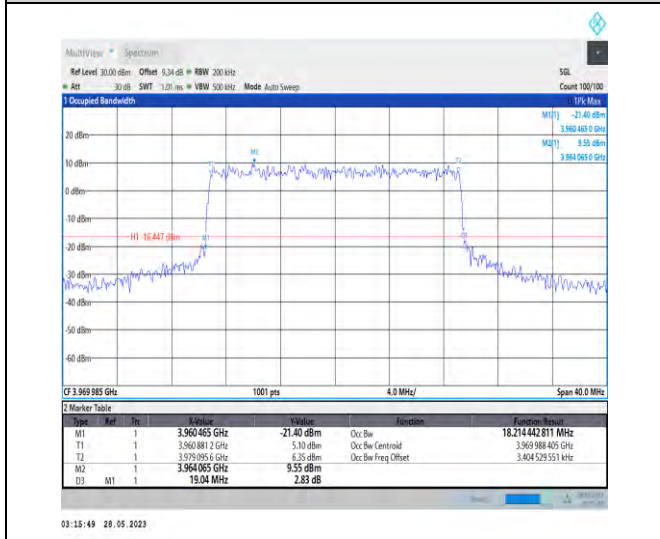 MultiView Spectrum
Ref Level 30.00 dBm Offset 9.34 dB RBW 200 kHz SGL
Att 30 dB SWT 1.01 ms VBW 500 kHz Mode Auto Sweep Count 100/100
1 Occupied Bandwidth 1Pk Max
M1[1] -21.40 dBm
3.960 465 0 GHz
M2[1] 9.55 dBm
3.964 065 0 GHz
20 dBm
M2
10 dBm
T1
T2
0 dBm
-10 dBm
H1 -16.447 dBm
M1
D3
-20 dBm
-30 dBm
-40 dBm
-50 dBm
-60 dBm
CF 3.969 985 GHz 1001 pts 4.0 MHz/ Span 40.0 MHz
2 Marker Table
Type Ref Trc X-Value Y-Value Function Function Result
M1 1 3.960 465 GHz -21.40 dBm Occ Bw 18.214 442 811 MHz
T1 1 3.960 881 2 GHz 5.10 dBm Occ Bw Centroid 3.969 988 405 GHz
T2 1 3.979 095 6 GHz 6.35 dBm Occ Bw Freq Offset 3.404 529 551 kHz
M2 1 3.964 065 GHz 9.55 dBm
D3 M1 1 19.04 MHz 2.83 dB
03:15:49 28.05.2023